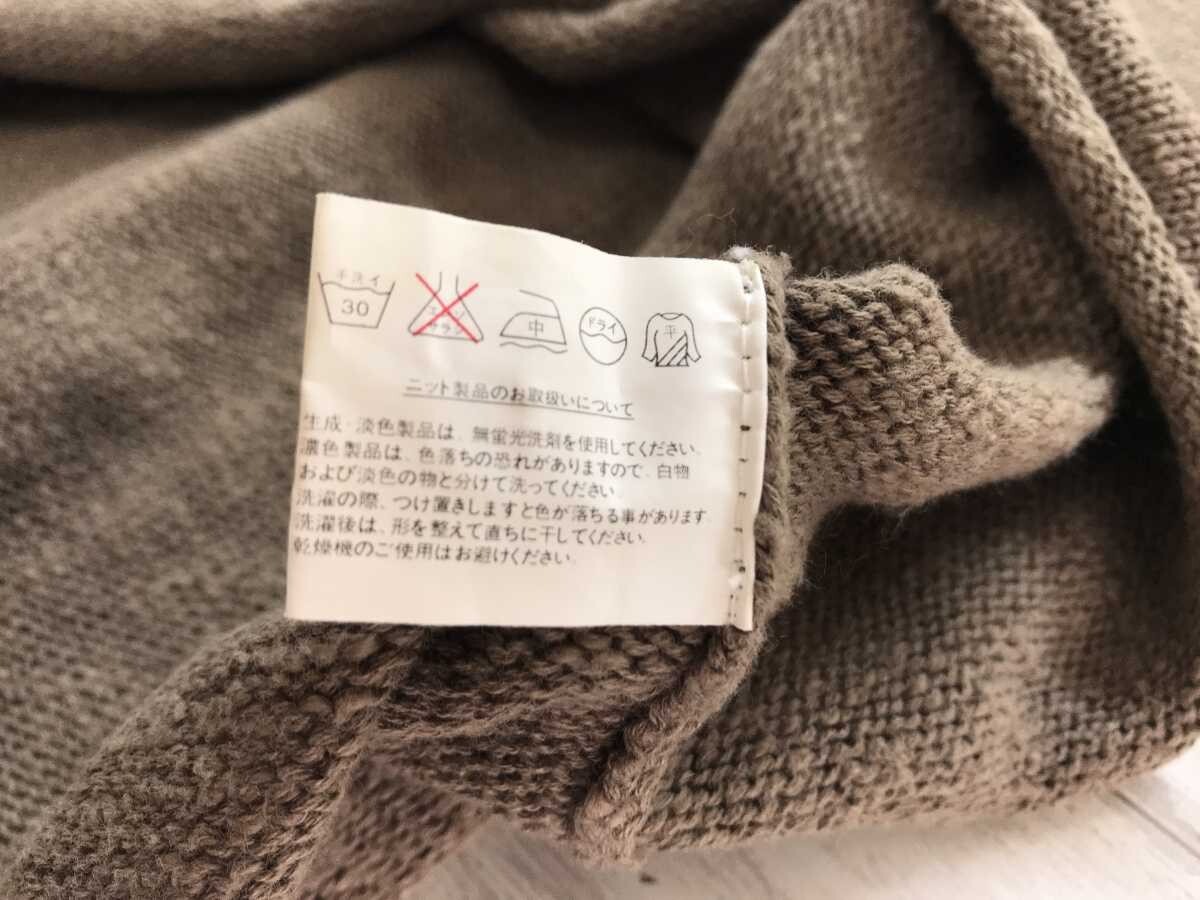 手洗イ
30
エンソ
サラシ
中
ドライ
平
ニット製品のお取扱いについて
生成・淡色製品は、無蛍光洗剤を使用してください。
濃色製品は、色落ちの恐れがありますので、白物
および淡色の物と分けて洗ってください。
洗濯の際、つけ置きしますと色が落ちる事があります。
洗濯後は、形を整えて直ちに干してください。
乾燥機のご使用はお避けください。